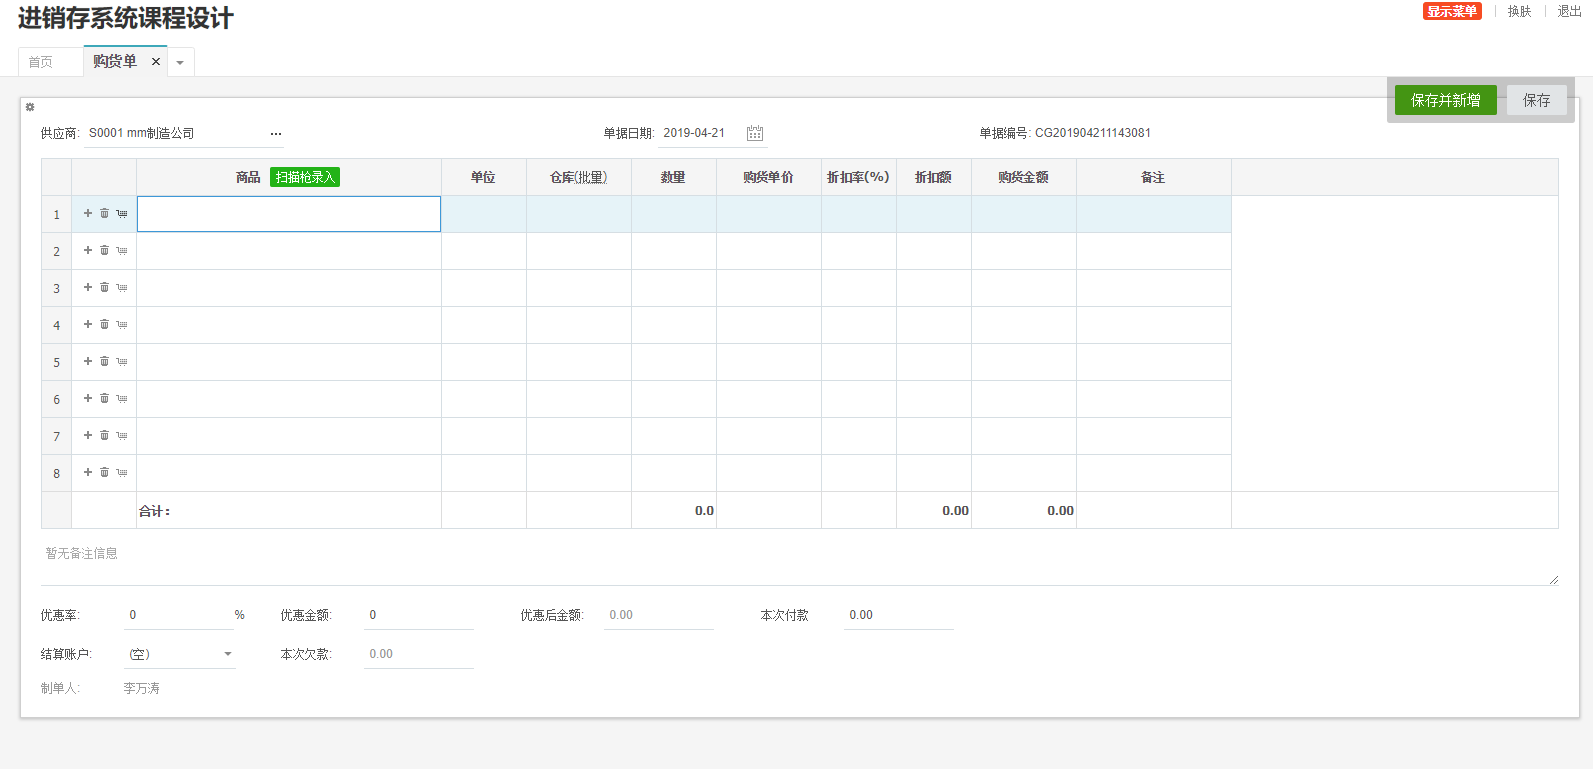 进销存系统课程设计
显示菜单 换肤 退出
首页 购货单
保存并新增 保存
供应商: S0001 mm制造公司 ... 单据日期: 2019-04-21 单据编号: CG201904211143081
商品 扫描枪录入 单位 仓库(批量) 数量 购货单价 折扣率(%) 折扣额 购货金额 备注
1
2
3
4
5
6
7
8
合计: 0.0 0.00 0.00
暂无备注信息
优惠率: 0 % 优惠金额: 0 优惠后金额: 0.00 本次付款 0.00
结算账户: (空) 本次欠款: 0.00
制单人: 李万涛